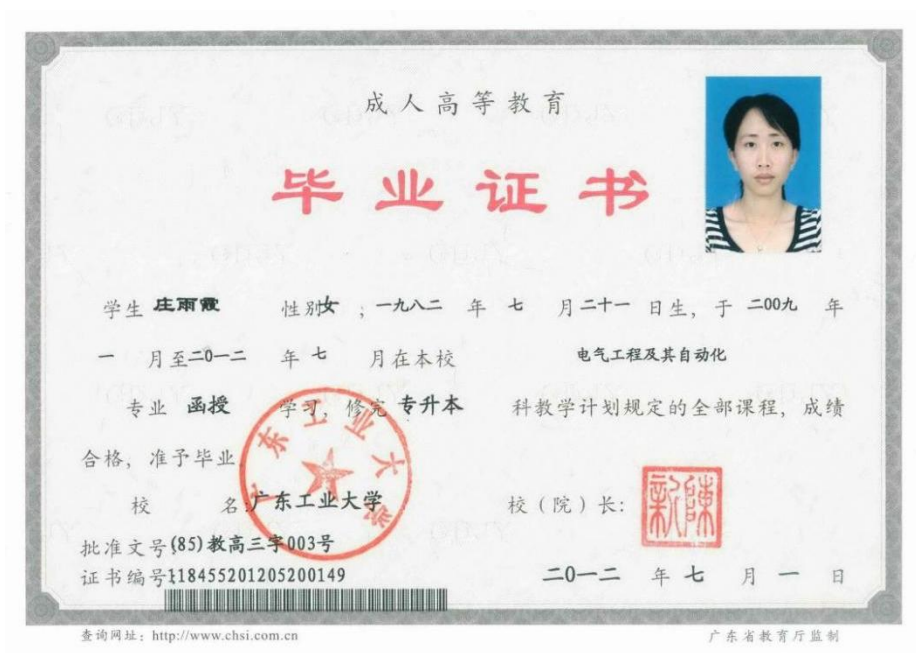 成人高等教育
毕业证书
学生 庄雨霞 性别 女 ，一九八二 年 七 月二十一 日生，于 二00九 年
一 月至二0一二 年 七 月在本校 电气工程及其自动化
专业 函授 学习，修完 专升本 科教学计划规定的全部课程，成绩
合格，准予毕业
校 名:广东工业大学 校（院）长:
批准文号(85)教高三字003号
证书编号:118455201205200149 二0一二 年 七 月 一 日
查询网址：http://www.chsi.com.cn 广东省教育厅监制
广东工业大学